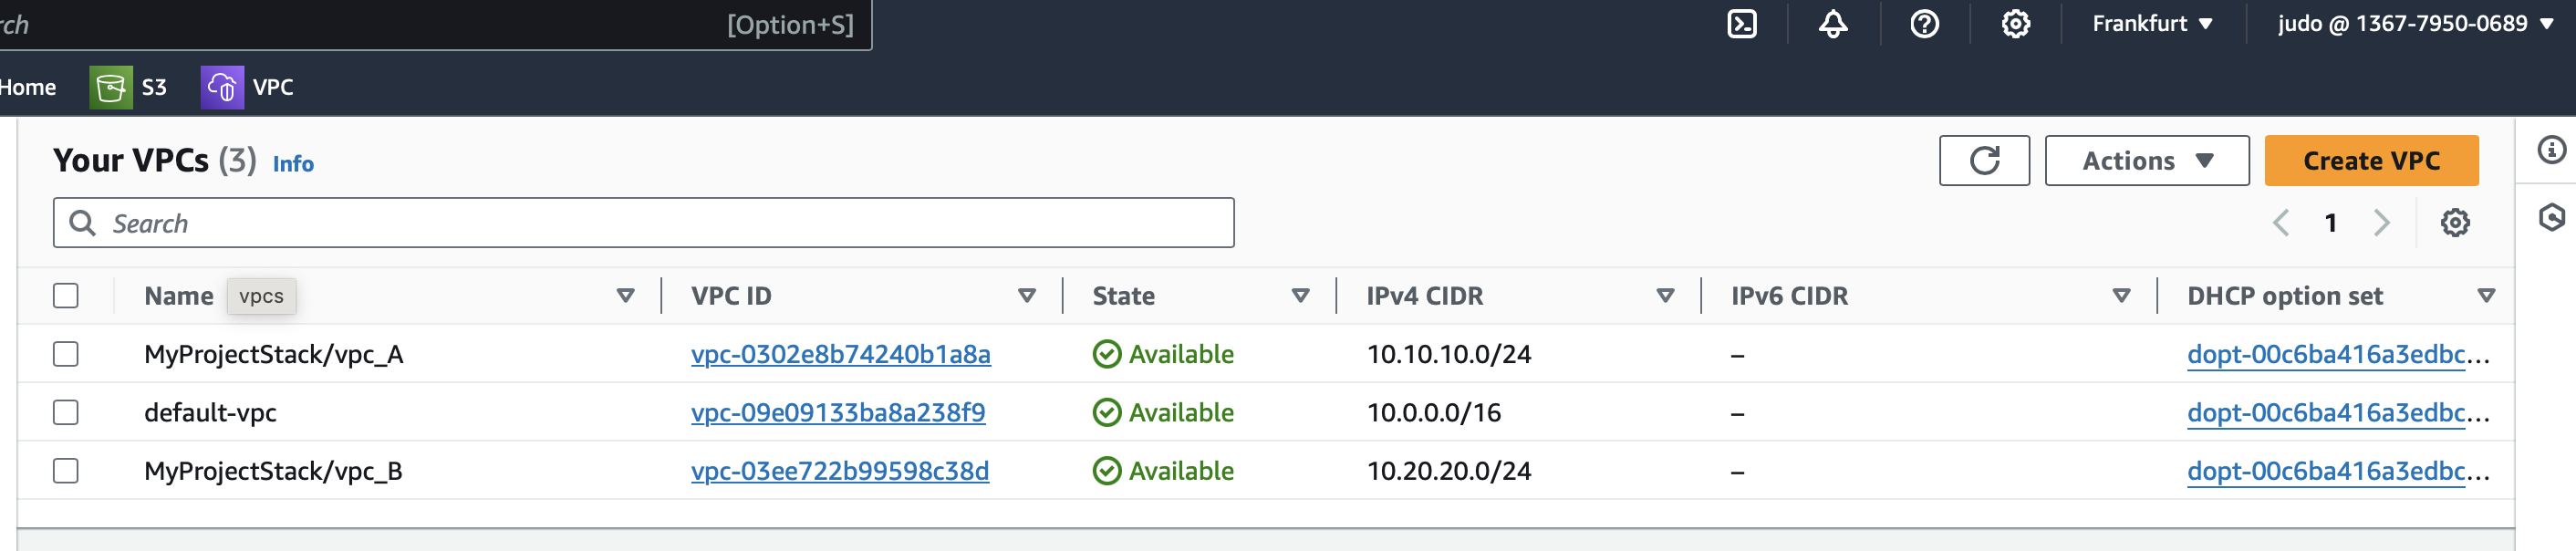 rch [Option+S] Frankfurt judo @ 1367-7950-0689
Home S3 VPC
Your VPCs (3) Info Actions Create VPC
Search 1
Name vpcs VPC ID State IPv4 CIDR IPv6 CIDR DHCP option set
MyProjectStack/vpc_A vpc-0302e8b74240b1a8a Available 10.10.10.0/24 – dopt-00c6ba416a3edbc...
default-vpc vpc-09e09133ba8a238f9 Available 10.0.0.0/16 – dopt-00c6ba416a3edbc...
MyProjectStack/vpc_B vpc-03ee722b99598c38d Available 10.20.20.0/24 – dopt-00c6ba416a3edbc...